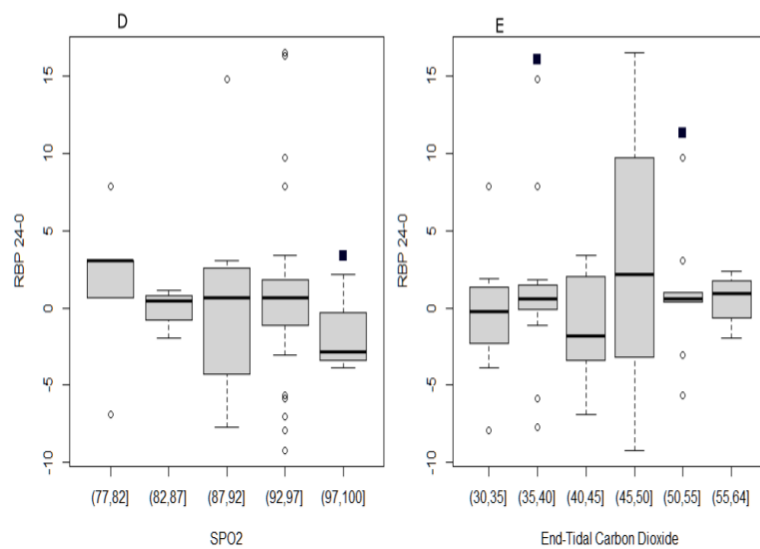 D
RBP 24-0
15
10
5
0
-5
-10
(77,82] (82,87] (87,92] (92,97] (97,100]
SPO2
E
RBP 24-0
15
10
5
0
-5
-10
(30,35] (35,40] (40,45] (45,50] (50,55] (55,64]
End-Tidal Carbon Dioxide